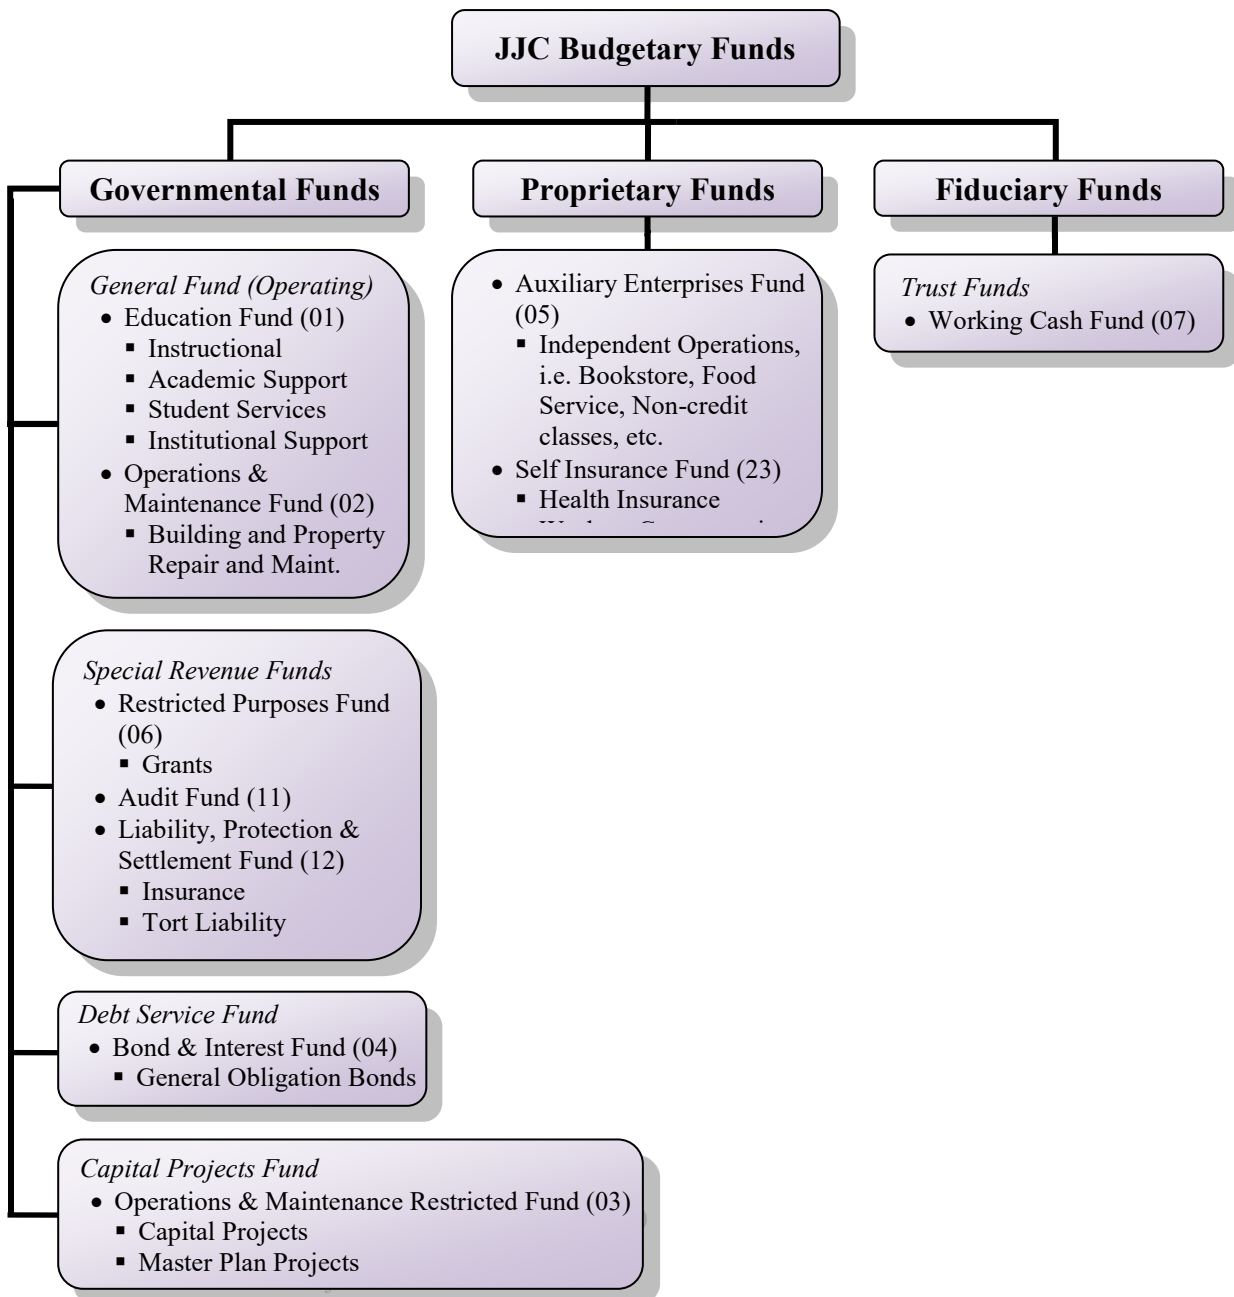 JJC Budgetary Funds
Governmental Funds
Proprietary Funds
Fiduciary Funds
General Fund (Operating)
• Education Fund (01)
▪ Instructional
▪ Academic Support
▪ Student Services
▪ Institutional Support
• Operations &
Maintenance Fund (02)
▪ Building and Property
Repair and Maint.
• Auxiliary Enterprises Fund
(05)
▪ Independent Operations,
i.e. Bookstore, Food
Service, Non-credit
classes, etc.
• Self Insurance Fund (23)
▪ Health Insurance
Trust Funds
• Working Cash Fund (07)
Special Revenue Funds
• Restricted Purposes Fund
(06)
▪ Grants
• Audit Fund (11)
• Liability, Protection &
Settlement Fund (12)
▪ Insurance
▪ Tort Liability
Debt Service Fund
• Bond & Interest Fund (04)
▪ General Obligation Bonds
Capital Projects Fund
• Operations & Maintenance Restricted Fund (03)
▪ Capital Projects
▪ Master Plan Projects